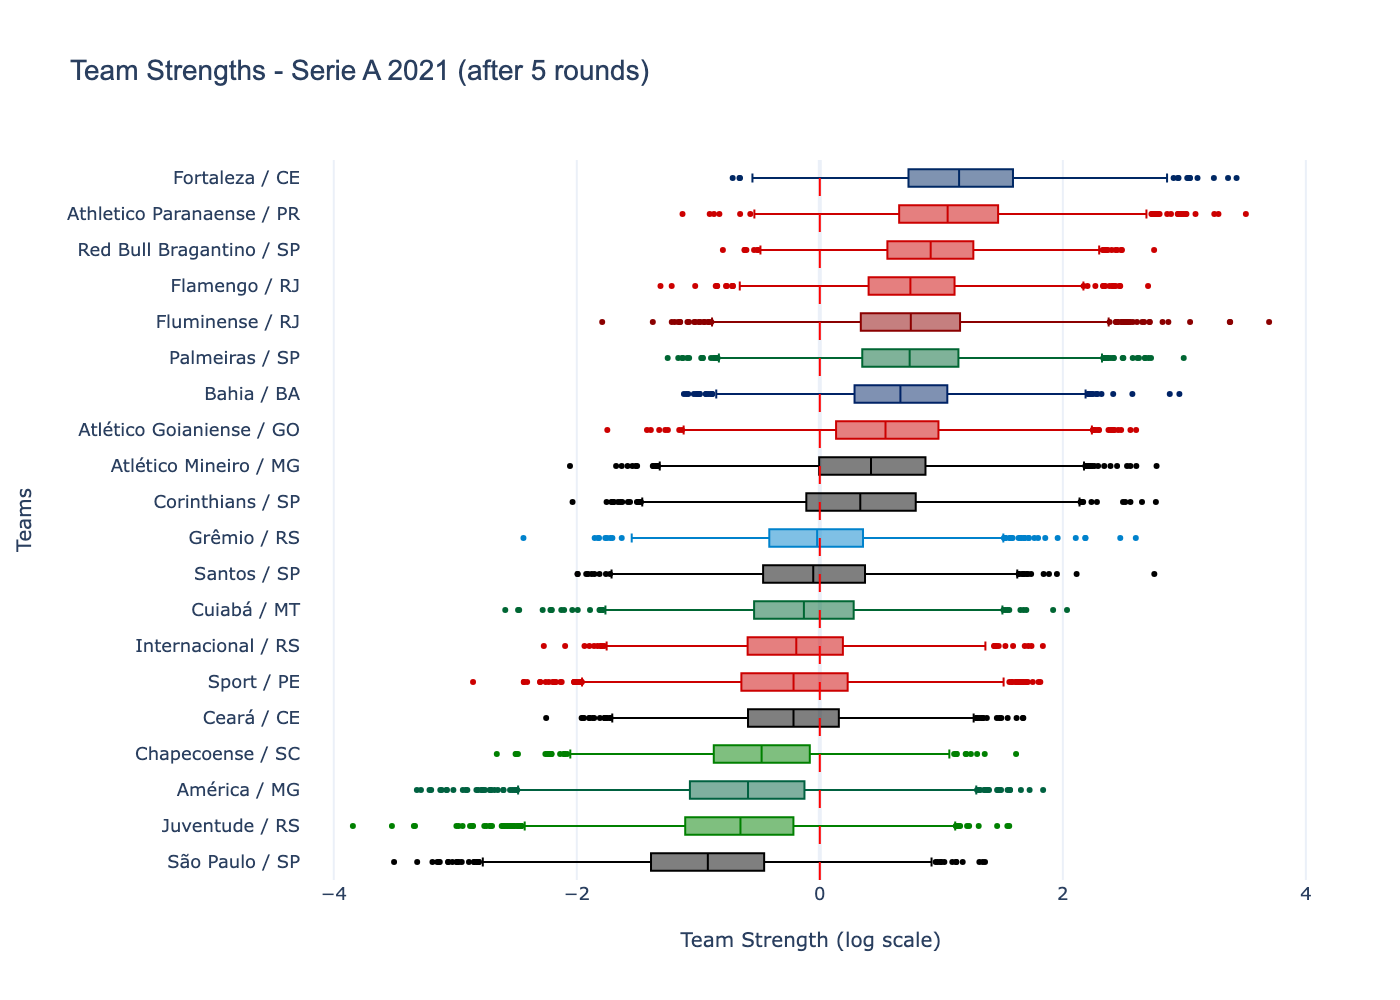 Team Strengths - Serie A 2021 (after 5 rounds)
Fortaleza / CE
Athletico Paranaense / PR
Red Bull Bragantino / SP
Flamengo / RJ
Fluminense / RJ
Palmeiras / SP
Bahia / BA
Atlético Goianiense / GO
Atlético Mineiro / MG
Corinthians / SP
Grêmio / RS
Santos / SP
Cuiabá / MT
Internacional / RS
Sport / PE
Ceará / CE
Chapecoense / SC
América / MG
Juventude / RS
São Paulo / SP
Teams
−4 −2 0 2 4
Team Strength (log scale)